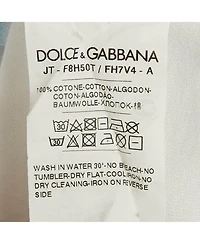 DOLCE & GABBANA
JT - F8H50T / FH7V4 - A
100% COTONE-COTTON-ALGODON-
COTON-ALGODÃO-
BAUMWOLLE-ХЛОПОК-棉
WASH IN WATER 30°-NO BLEACH-NO
TUMBLER-DRY FLAT-COOL IRON-NO
DRY CLEANING-IRON ON REVERSE
SIDE